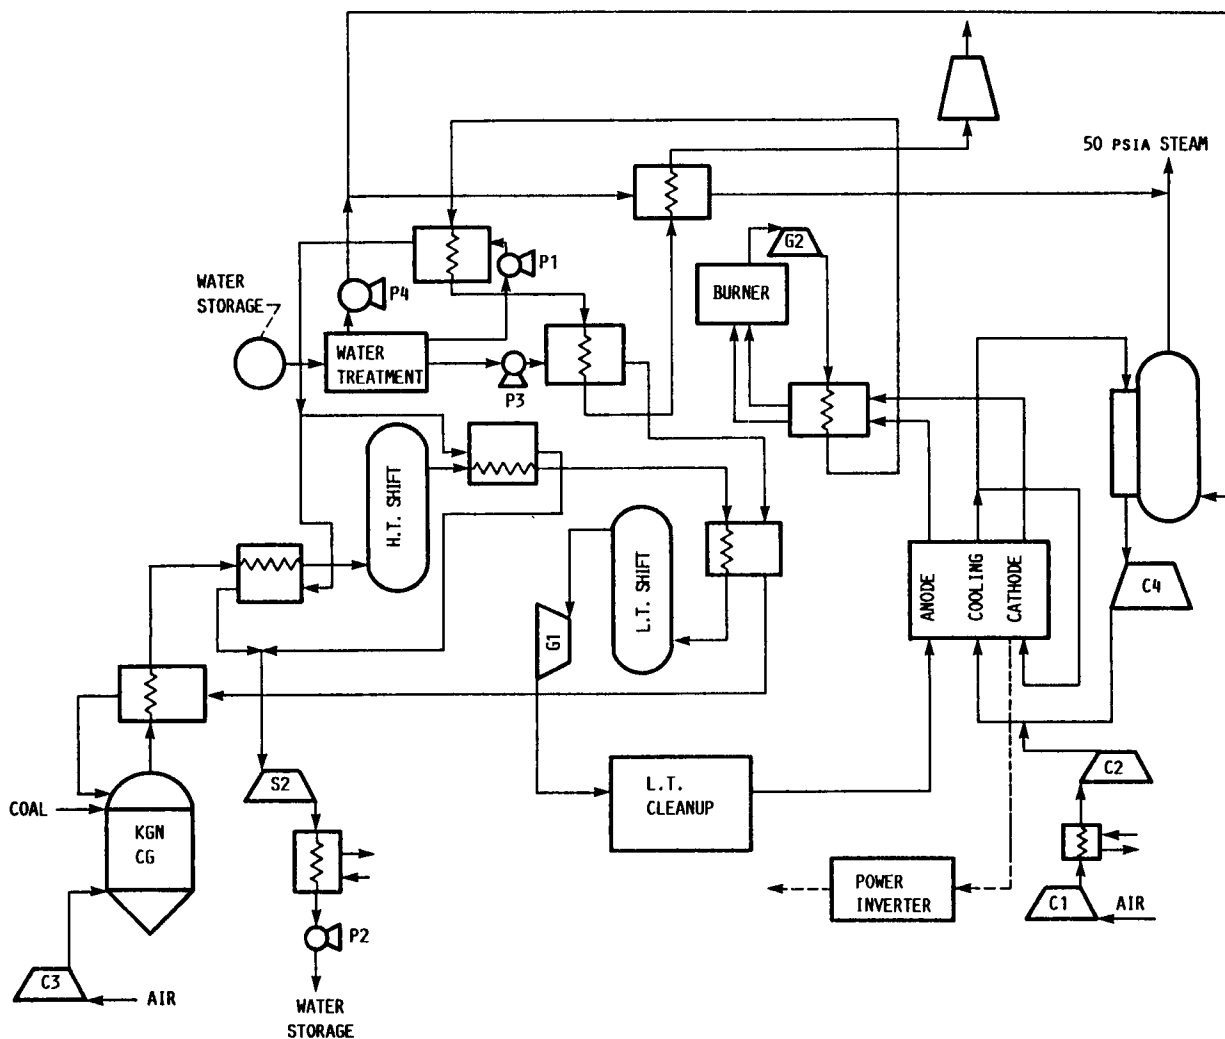 50 PSIA STEAM
G2
P1
WATER
STORAGE
P4
BURNER
WATER
TREATMENT
P3
H.T. SHIFT
L.T. SHIFT
ANODE
COOLING
CATHODE
C4
G1
S2
L.T.
CLEANUP
C2
COAL
KGN
CG
POWER
INVERTER
C1
AIR
P2
C3
AIR
WATER
STORAGE